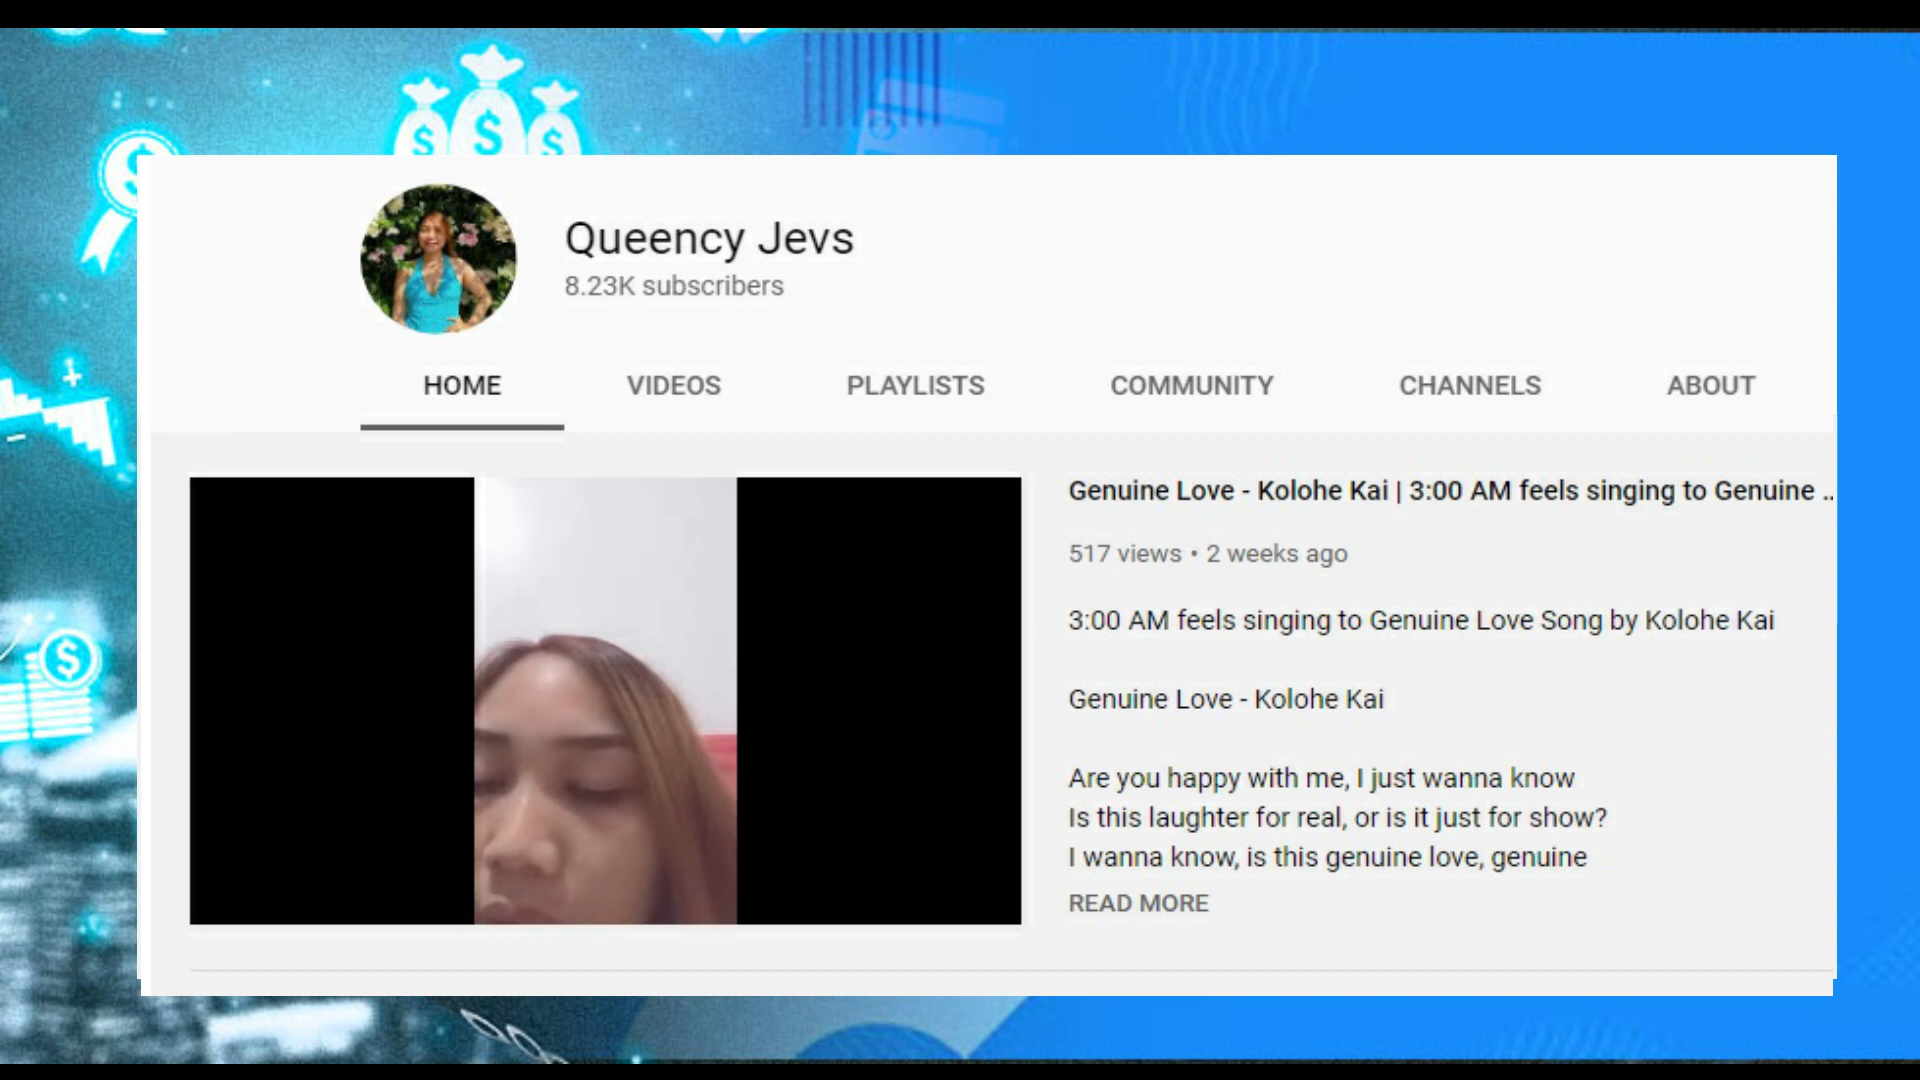 Queency Jevs
8.23K subscribers
HOME VIDEOS PLAYLISTS COMMUNITY CHANNELS ABOUT
Genuine Love - Kolohe Kai | 3:00 AM feels singing to Genuine ..
517 views • 2 weeks ago
3:00 AM feels singing to Genuine Love Song by Kolohe Kai
Genuine Love - Kolohe Kai
Are you happy with me, I just wanna know
Is this laughter for real, or is it just for show?
I wanna know, is this genuine love, genuine
READ MORE